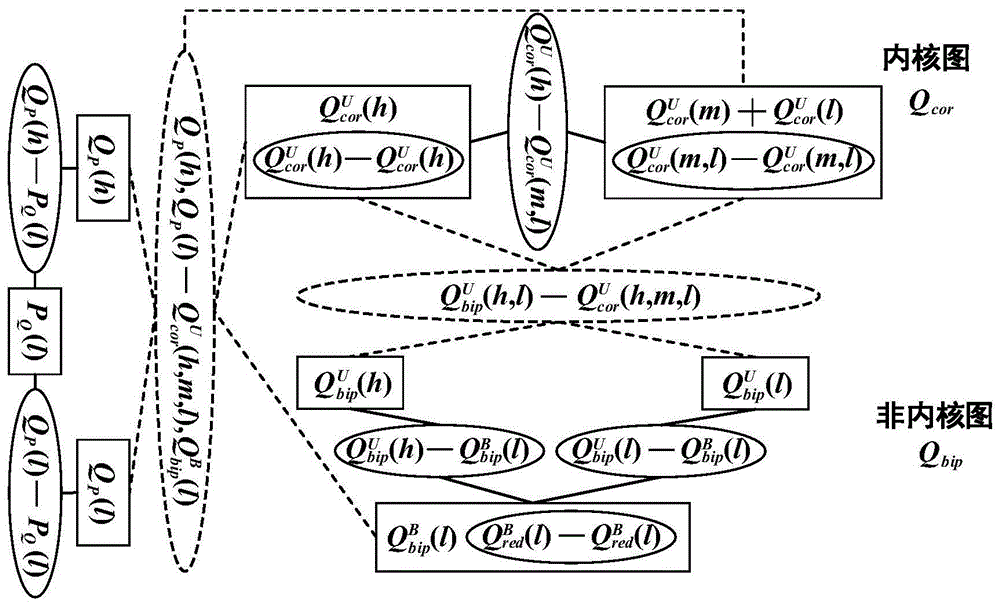 Q_P(h)—P_Q(l)
Q_P(h)
P_Q(l)
Q_P(l)—P_Q(l)
Q_P(l)
Q_P(h),Q_P(l)—Q^U_cor(h,m,l),Q^B_bip(l)
Q^U_cor(h)
Q^U_cor(h)—Q^U_cor(h)
Q^U_cor(h)—Q^U_cor(m,l)
Q^U_cor(m)+Q^U_cor(l)
Q^U_cor(m,l)—Q^U_cor(m,l)
内核图
Q_cor
Q^U_bip(h,l)—Q^U_cor(h,m,l)
Q^U_bip(h)
Q^U_bip(l)
Q^U_bip(h)—Q^B_bip(l)
Q^U_bip(l)—Q^B_bip(l)
非内核图
Q_bip
Q^B_bip(l) Q^B_red(l)—Q^B_red(l)